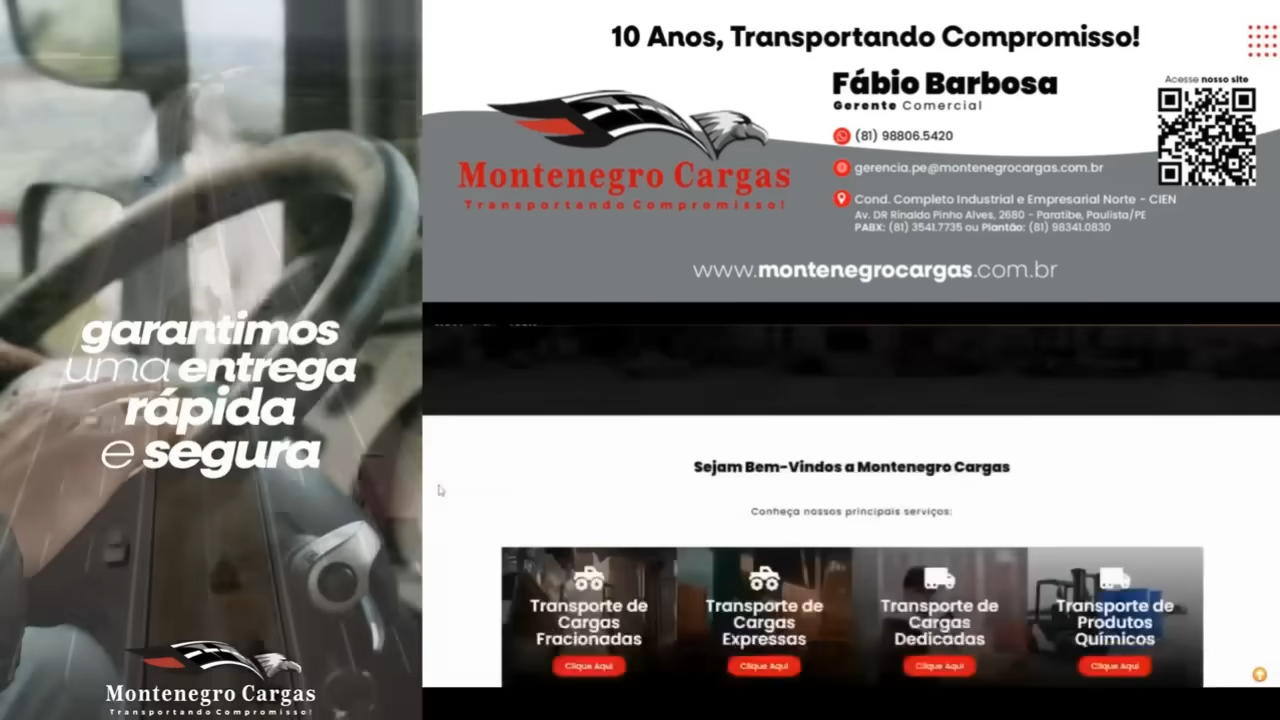 garantimos
uma entrega
rápida
e segura
Montenegro Cargas
Transportando Compromisso!
10 Anos, Transportando Compromisso!
Montenegro Cargas
Transportando Compromisso!
Fábio Barbosa
Gerente Comercial
(81) 98806.5420
gerencia.pe@montenegrocargas.com.br
Cond. Completo Industrial e Empresarial Norte - CIEN
Av. DR Rinaldo Pinho Alves, 2680 - Paratibe, Paulista/PE
PABX: (81) 3541.7735 ou Plantão: (81) 98341.0830
Acesse nosso site
www.montenegrocargas.com.br
Sejam Bem-Vindos a Montenegro Cargas
Conheça nossos principais serviços:
Transporte de
Cargas
Fracionadas
Clique Aqui
Transporte de
Cargas
Expressas
Clique Aqui
Transporte de
Cargas
Dedicadas
Clique Aqui
Transporte de
Produtos
Químicos
Clique Aqui